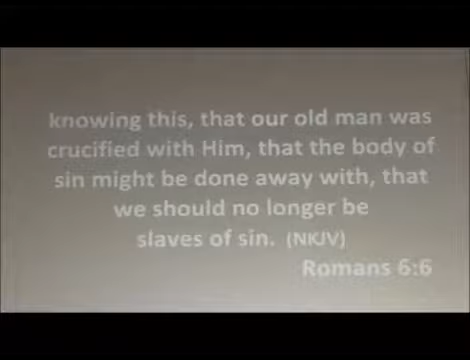 knowing this, that our old man was
crucified with Him, that the body of
sin might be done away with, that
we should no longer be
slaves of sin. (NKJV)
Romans 6:6